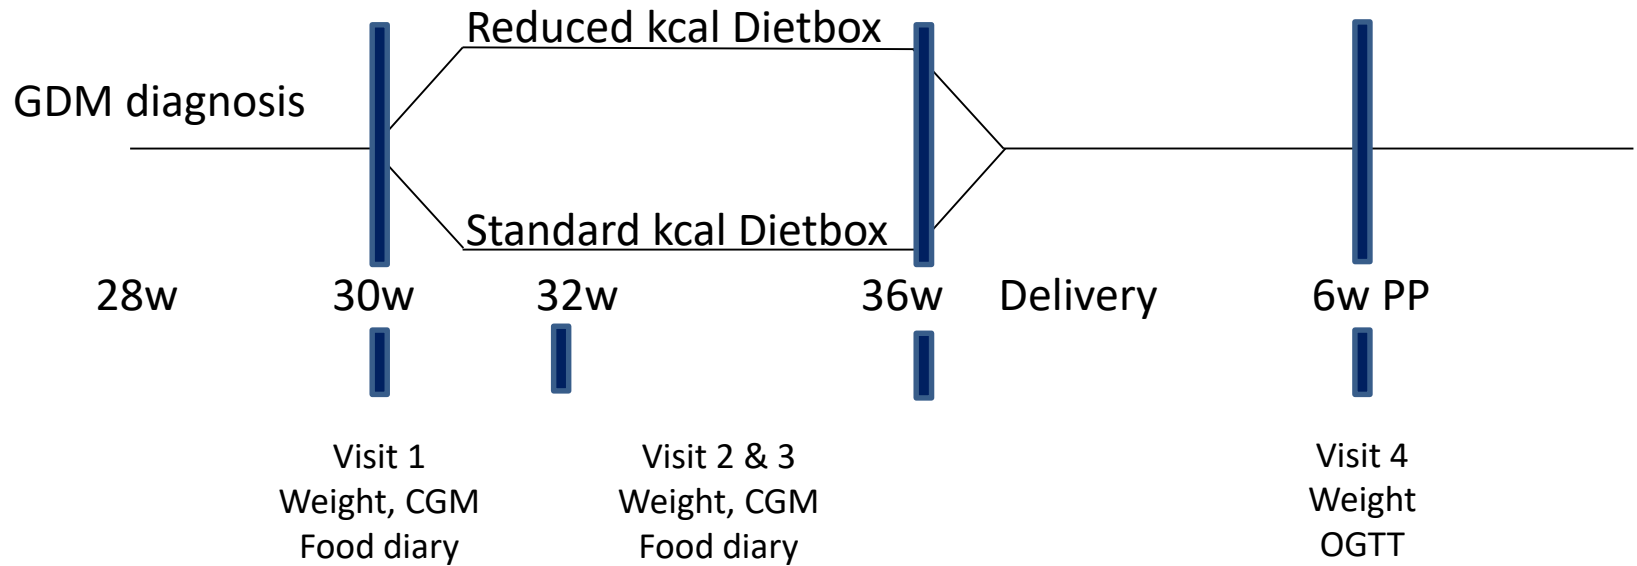 Reduced kcal Dietbox
GDM diagnosis
Standard kcal Dietbox
28w
30w
32w
36w
Delivery
6w PP
Visit 1
Weight, CGM
Food diary
Visit 2 & 3
Weight, CGM
Food diary
Visit 4
Weight
OGTT